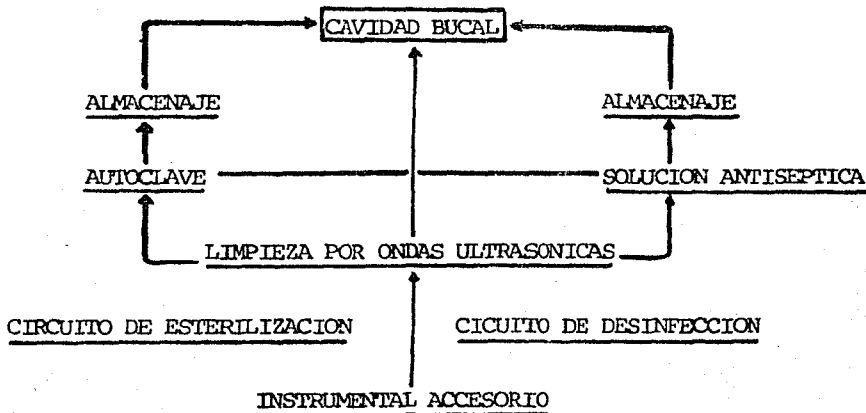 CAVIDAD BUCAL
ALMACENAJE ALMACENAJE
AUTOCLAVE SOLUCION ANTISEPTICA
LIMPIEZA POR ONDAS ULTRASONICAS
CIRCUITO DE ESTERILIZACION CICUITO DE DESINFECCION
INSTRUMENTAL ACCESORIO